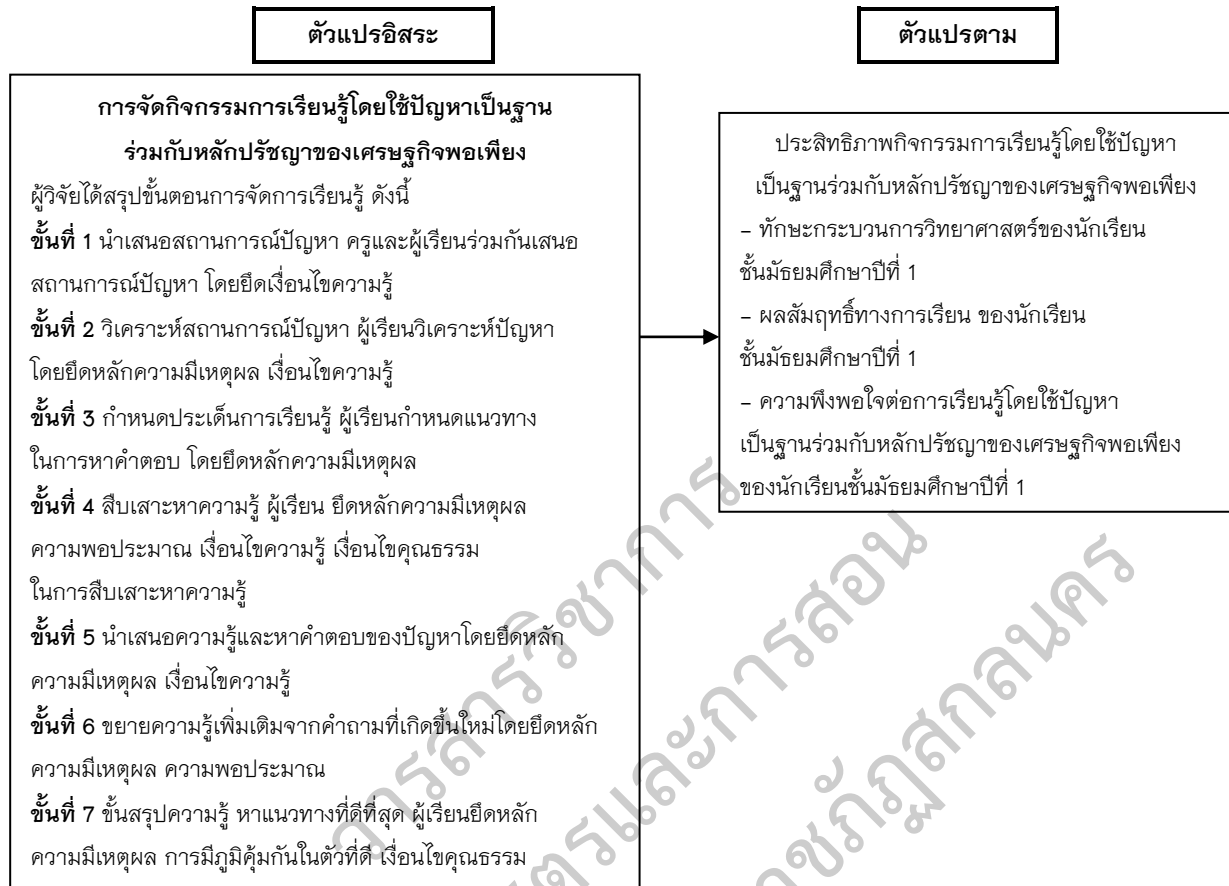 ตัวแปรอิสระ
การจัดกิจกรรมการเรียนรู้โดยใช้ปัญหาเป็นฐาน
ร่วมกับหลักปรัชญาของเศรษฐกิจพอเพียง
ผู้วิจัยได้สรุปขั้นตอนการจัดการเรียนรู้ ดังนี้
ขั้นที่ 1 นำเสนอสถานการณ์ปัญหา ครูและผู้เรียนร่วมกันเสนอ
สถานการณ์ปัญหา โดยยึดเงื่อนไขความรู้
ขั้นที่ 2 วิเคราะห์สถานการณ์ปัญหา ผู้เรียนวิเคราะห์ปัญหา
โดยยึดหลักความมีเหตุผล เงื่อนไขความรู้
ขั้นที่ 3 กำหนดประเด็นการเรียนรู้ ผู้เรียนกำหนดแนวทาง
ในการหาคำตอบ โดยยึดหลักความมีเหตุผล
ขั้นที่ 4 สืบเสาะหาความรู้ ผู้เรียน ยึดหลักความมีเหตุผล
ความพอประมาณ เงื่อนไขความรู้ เงื่อนไขคุณธรรม
ในการสืบเสาะหาความรู้
ขั้นที่ 5 นำเสนอความรู้และหาคำตอบของปัญหาโดยยึดหลัก
ความมีเหตุผล เงื่อนไขความรู้
ขั้นที่ 6 ขยายความรู้เพิ่มเติมจากคำถามที่เกิดขึ้นใหม่โดยยึดหลัก
ความมีเหตุผล ความพอประมาณ
ขั้นที่ 7 ขั้นสรุปความรู้ หาแนวทางที่ดีที่สุด ผู้เรียนยึดหลัก
ความมีเหตุผล การมีภูมิคุ้มกันในตัวที่ดี เงื่อนไขคุณธรรม
ตัวแปรตาม
ประสิทธิภาพกิจกรรมการเรียนรู้โดยใช้ปัญหา
เป็นฐานร่วมกับหลักปรัชญาของเศรษฐกิจพอเพียง
– ทักษะกระบวนการวิทยาศาสตร์ของนักเรียน
ชั้นมัธยมศึกษาปีที่ 1
– ผลสัมฤทธิ์ทางการเรียน ของนักเรียน
ชั้นมัธยมศึกษาปีที่ 1
– ความพึงพอใจต่อการเรียนรู้โดยใช้ปัญหา
เป็นฐานร่วมกับหลักปรัชญาของเศรษฐกิจพอเพียง
ของนักเรียนชั้นมัธยมศึกษาปีที่ 1
วารสารวิชาการ
ตรและการสอน
าชภัฏสกลนคร